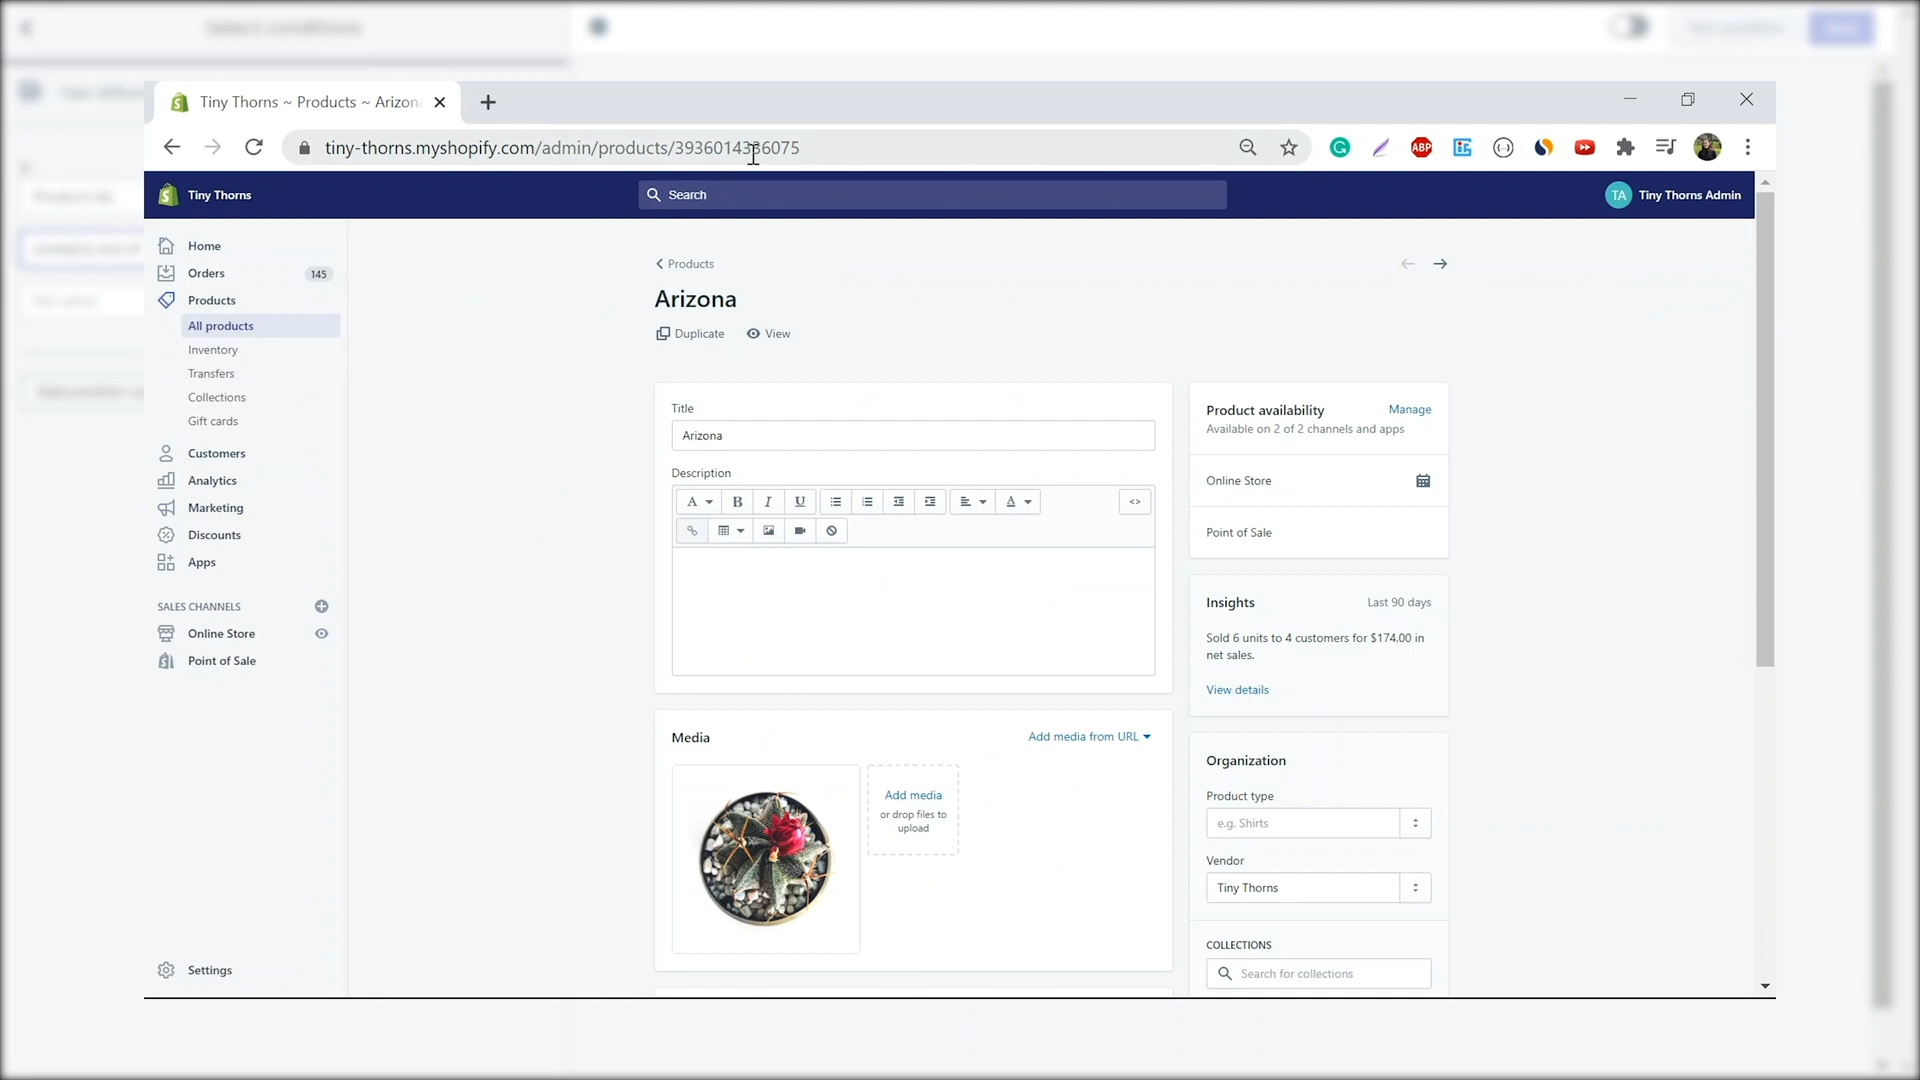 Select conditions
Tiny Thorns ~ Products ~ Arizona
tiny-thorns.myshopify.com/admin/products/3936014336075
ABP
Tiny Thorns
Search
TA
Tiny Thorns Admin
Home
Orders
145
Products
All products
Inventory
Transfers
Collections
Gift cards
Customers
Analytics
Marketing
Discounts
Apps
SALES CHANNELS
Online Store
Point of Sale
Settings
Products
Arizona
Duplicate
View
Title
Arizona
Description
A
B
I
U
A
<>
Media
Add media from URL
Add media
or drop files to
upload
Product availability
Manage
Available on 2 of 2 channels and apps
Online Store
Point of Sale
Insights
Last 90 days
Sold 6 units to 4 customers for $174.00 in
net sales.
View details
Organization
Product type
e.g. Shirts
Vendor
Tiny Thorns
COLLECTIONS
Search for collections